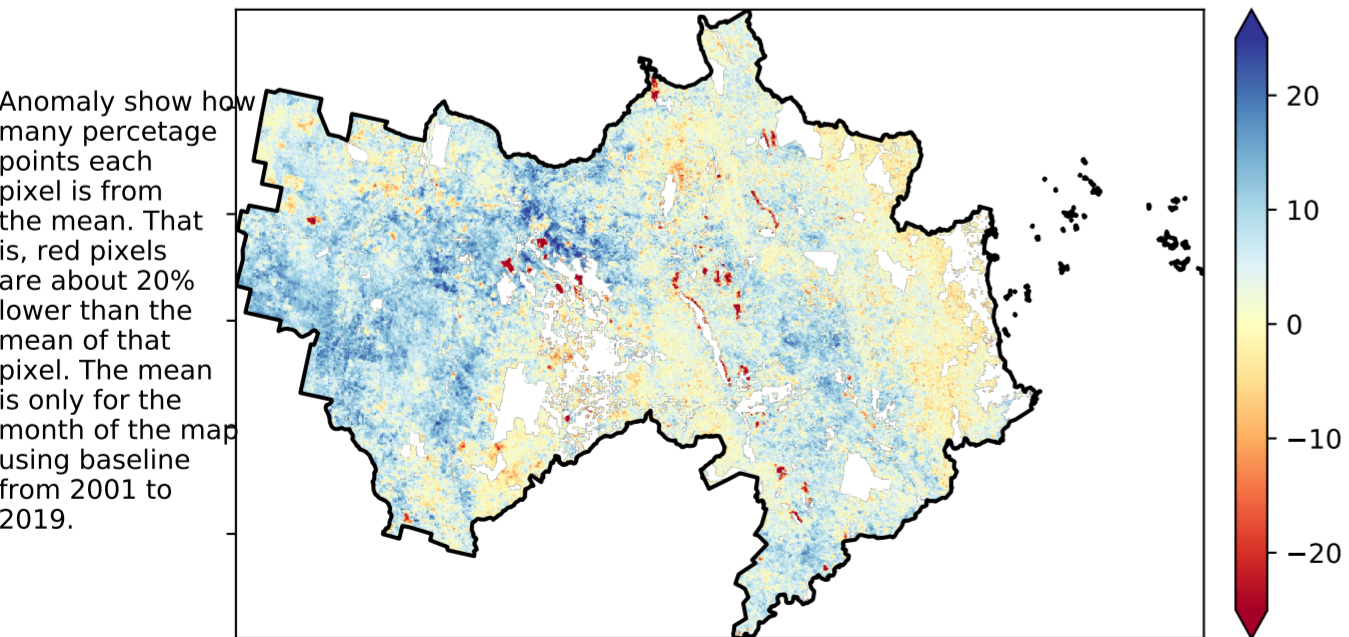 Anomaly show how
many percetage
points each
pixel is from
the mean. That
is, red pixels
are about 20%
lower than the
mean of that
pixel. The mean
is only for the
month of the map
using baseline
from 2001 to
2019.
20
10
0
−10
−20